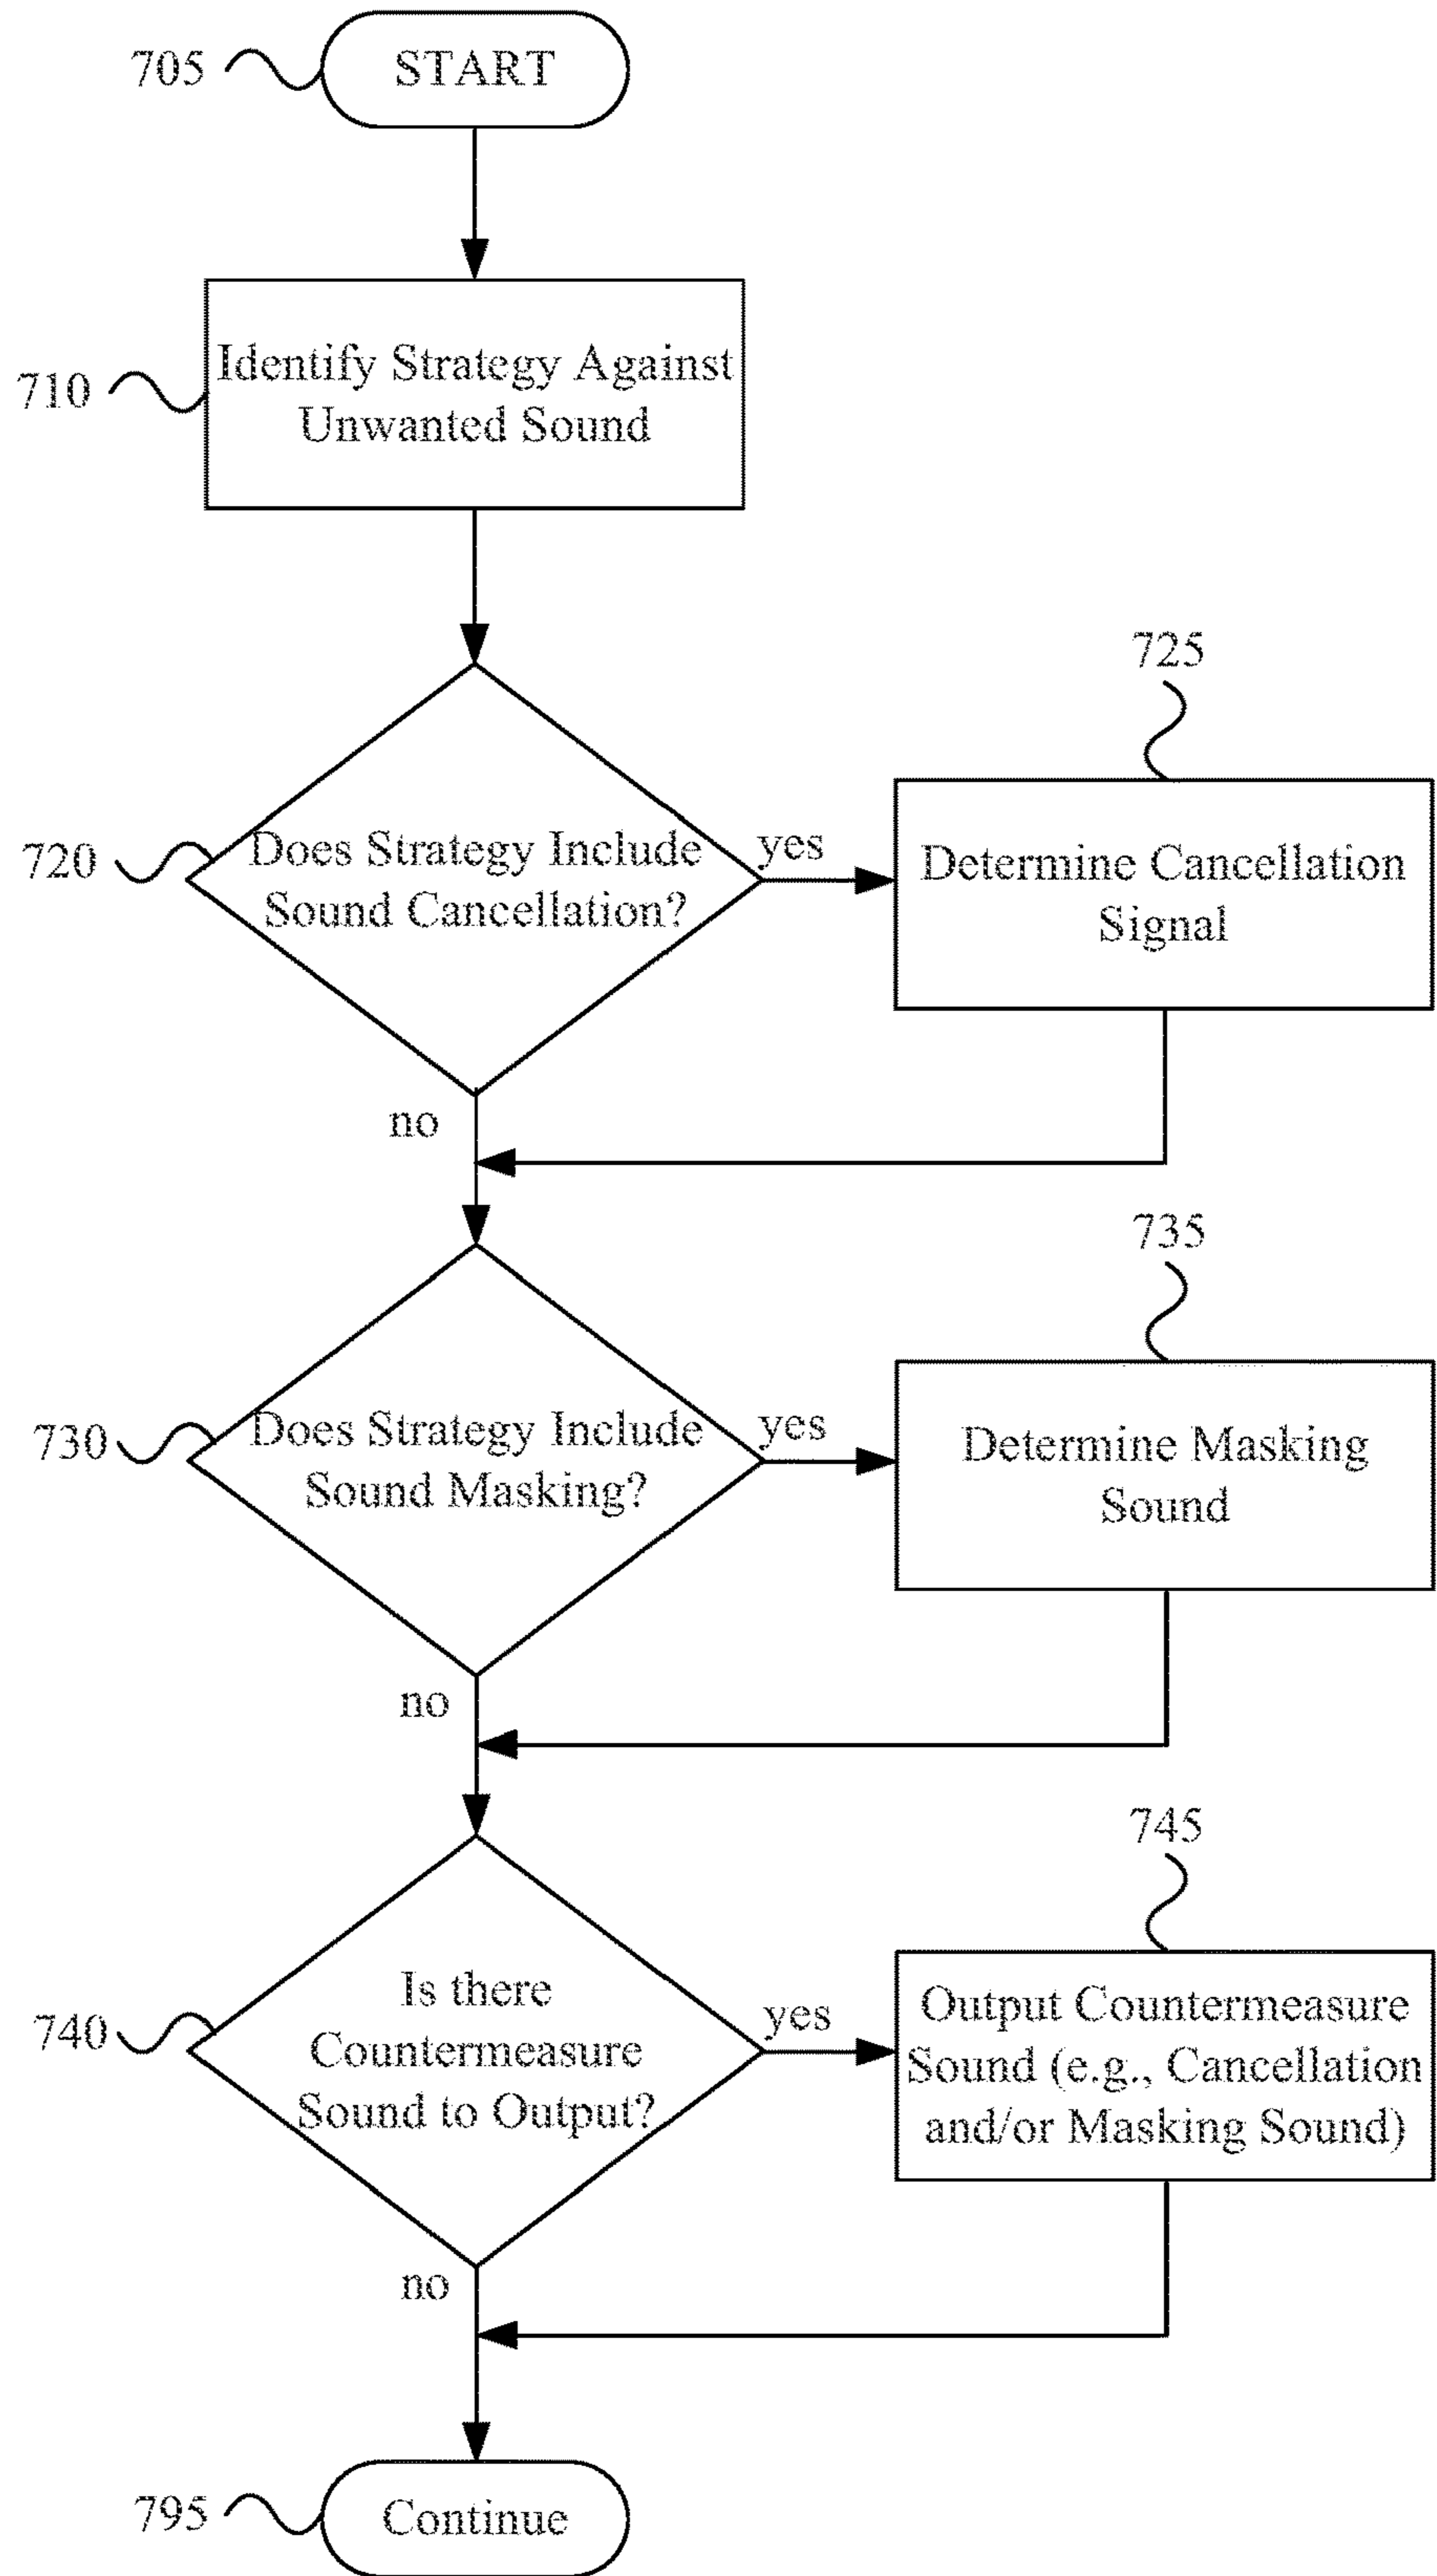 705
START
710
Identify Strategy Against
Unwanted Sound
725
720
Does Strategy Include
Sound Cancellation?
yes
Determine Cancellation
Signal
no
735
730
Does Strategy Include
Sound Masking?
yes
Determine Masking
Sound
no
745
740
Is there
Countermeasure
Sound to Output?
yes
Output Countermeasure
Sound (e.g., Cancellation
and/or Masking Sound)
no
795
Continue